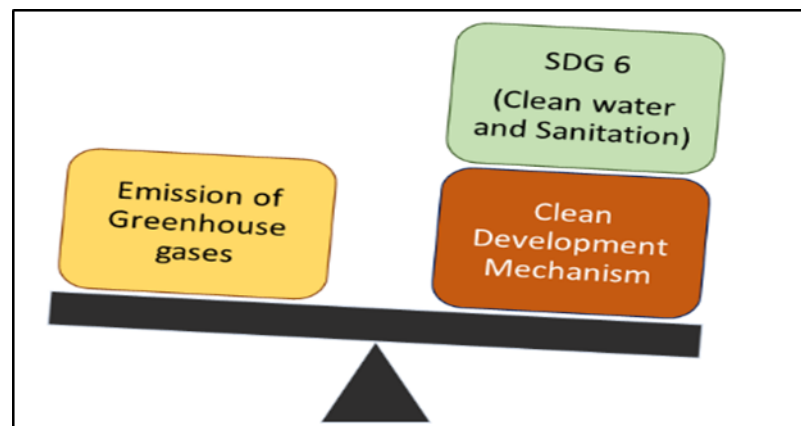 SDG 6
(Clean water
and Sanitation)
Emission of
Greenhouse
gases
Clean
Development
Mechanism